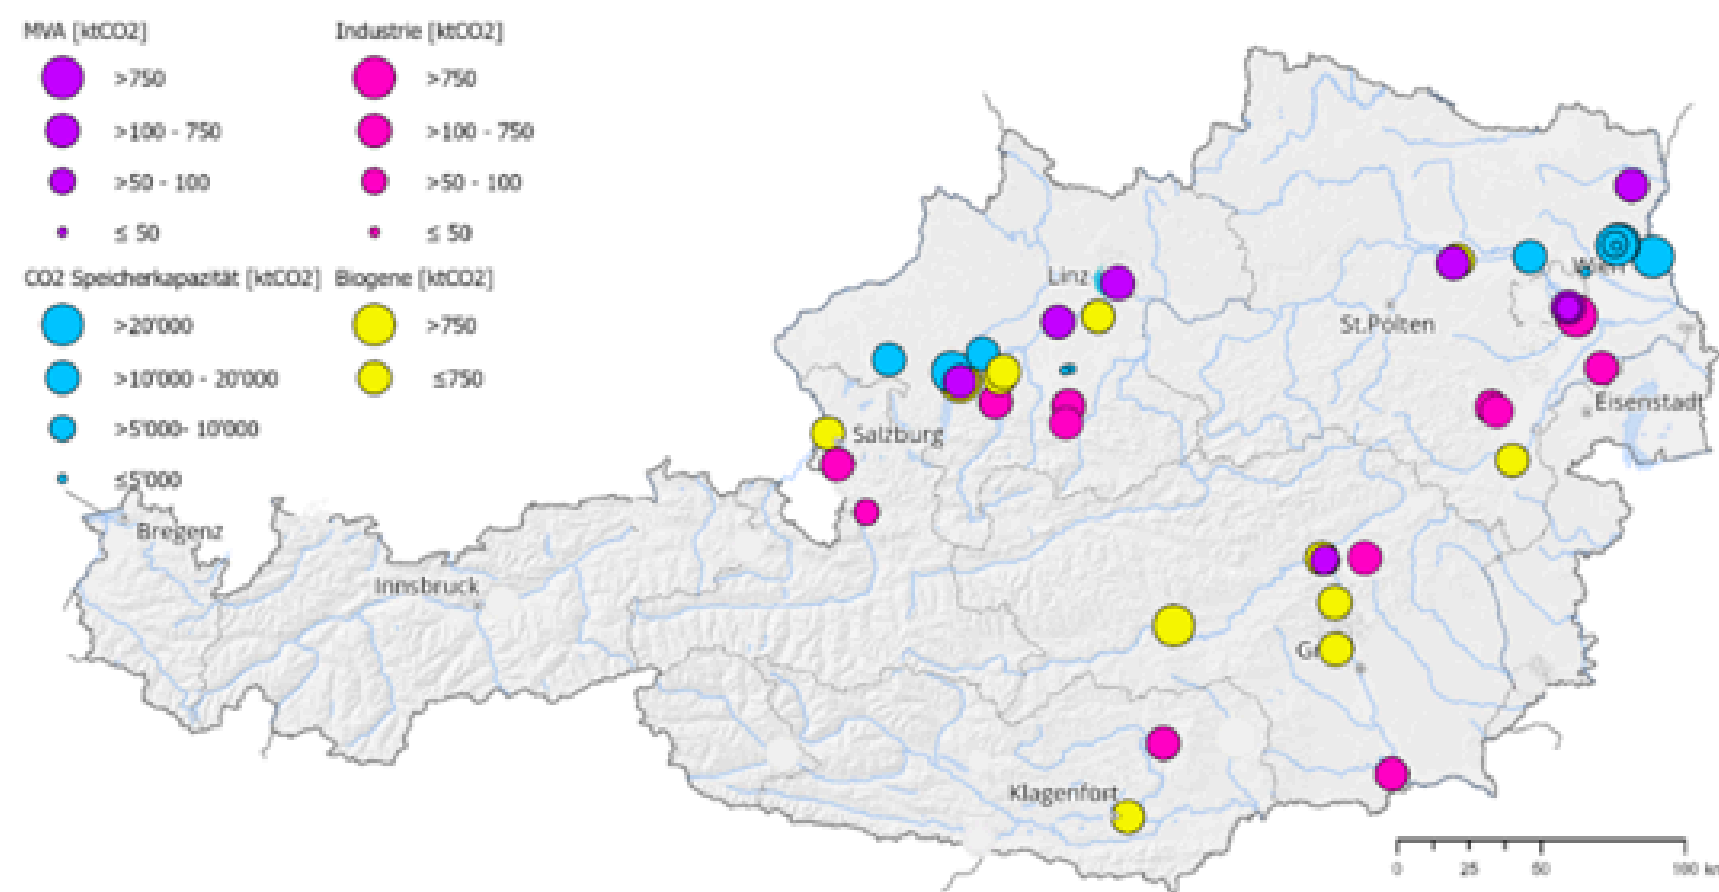 MVA [ktCO2]
>750
>100 - 750
>50 - 100
≤ 50
Industrie [ktCO2]
>750
>100 - 750
>50 - 100
≤ 50
CO2 Speicherkapazität [ktCO2]
>20'000
>10'000 - 20'000
>5'000- 10'000
≤5'000
Biogene [ktCO2]
>750
≤750
Linz
Wien
St.Pölten
Eisenstadt
Salzburg
Bregenz
Innsbruck
Klagenfort
0 25 50 100